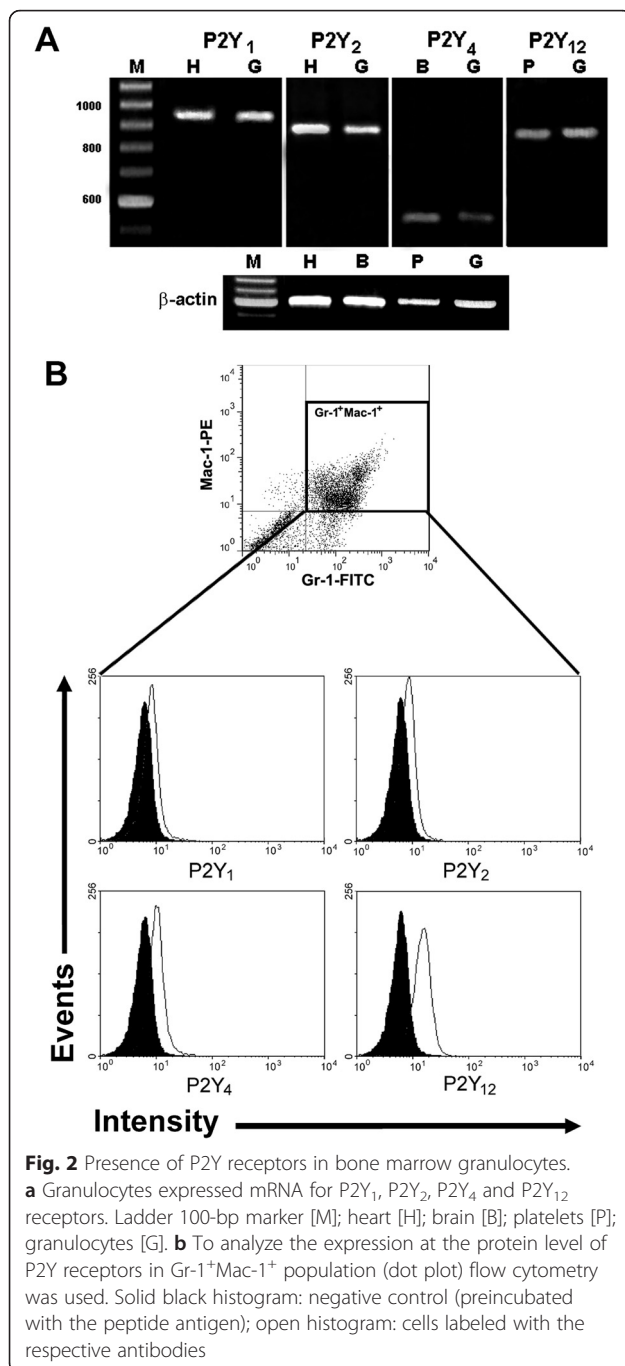 A
P2Y₁ P2Y₂ P2Y₄ P2Y₁₂
M H G H G B G P G
1000
800
600
M H B P G
β-actin
B
10⁴
10³
10²
10¹
10⁰
Mac-1-PE
Gr-1⁺Mac-1⁺
10⁰ 10¹ 10² 10³ 10⁴
Gr-1-FITC
256
0
10⁰ 10¹ 10² 10³ 10⁴
P2Y₁
256
0
10⁰ 10¹ 10² 10³ 10⁴
P2Y₂
256
0
10⁰ 10¹ 10² 10³ 10⁴
P2Y₄
256
0
10⁰ 10¹ 10² 10³ 10⁴
P2Y₁₂
Events
Intensity
Fig. 2 Presence of P2Y receptors in bone marrow granulocytes.
a Granulocytes expressed mRNA for P2Y₁, P2Y₂, P2Y₄ and P2Y₁₂
receptors. Ladder 100-bp marker [M]; heart [H]; brain [B]; platelets [P];
granulocytes [G]. b To analyze the expression at the protein level of
P2Y receptors in Gr-1⁺Mac-1⁺ population (dot plot) flow cytometry
was used. Solid black histogram: negative control (preincubated
with the peptide antigen); open histogram: cells labeled with the
respective antibodies